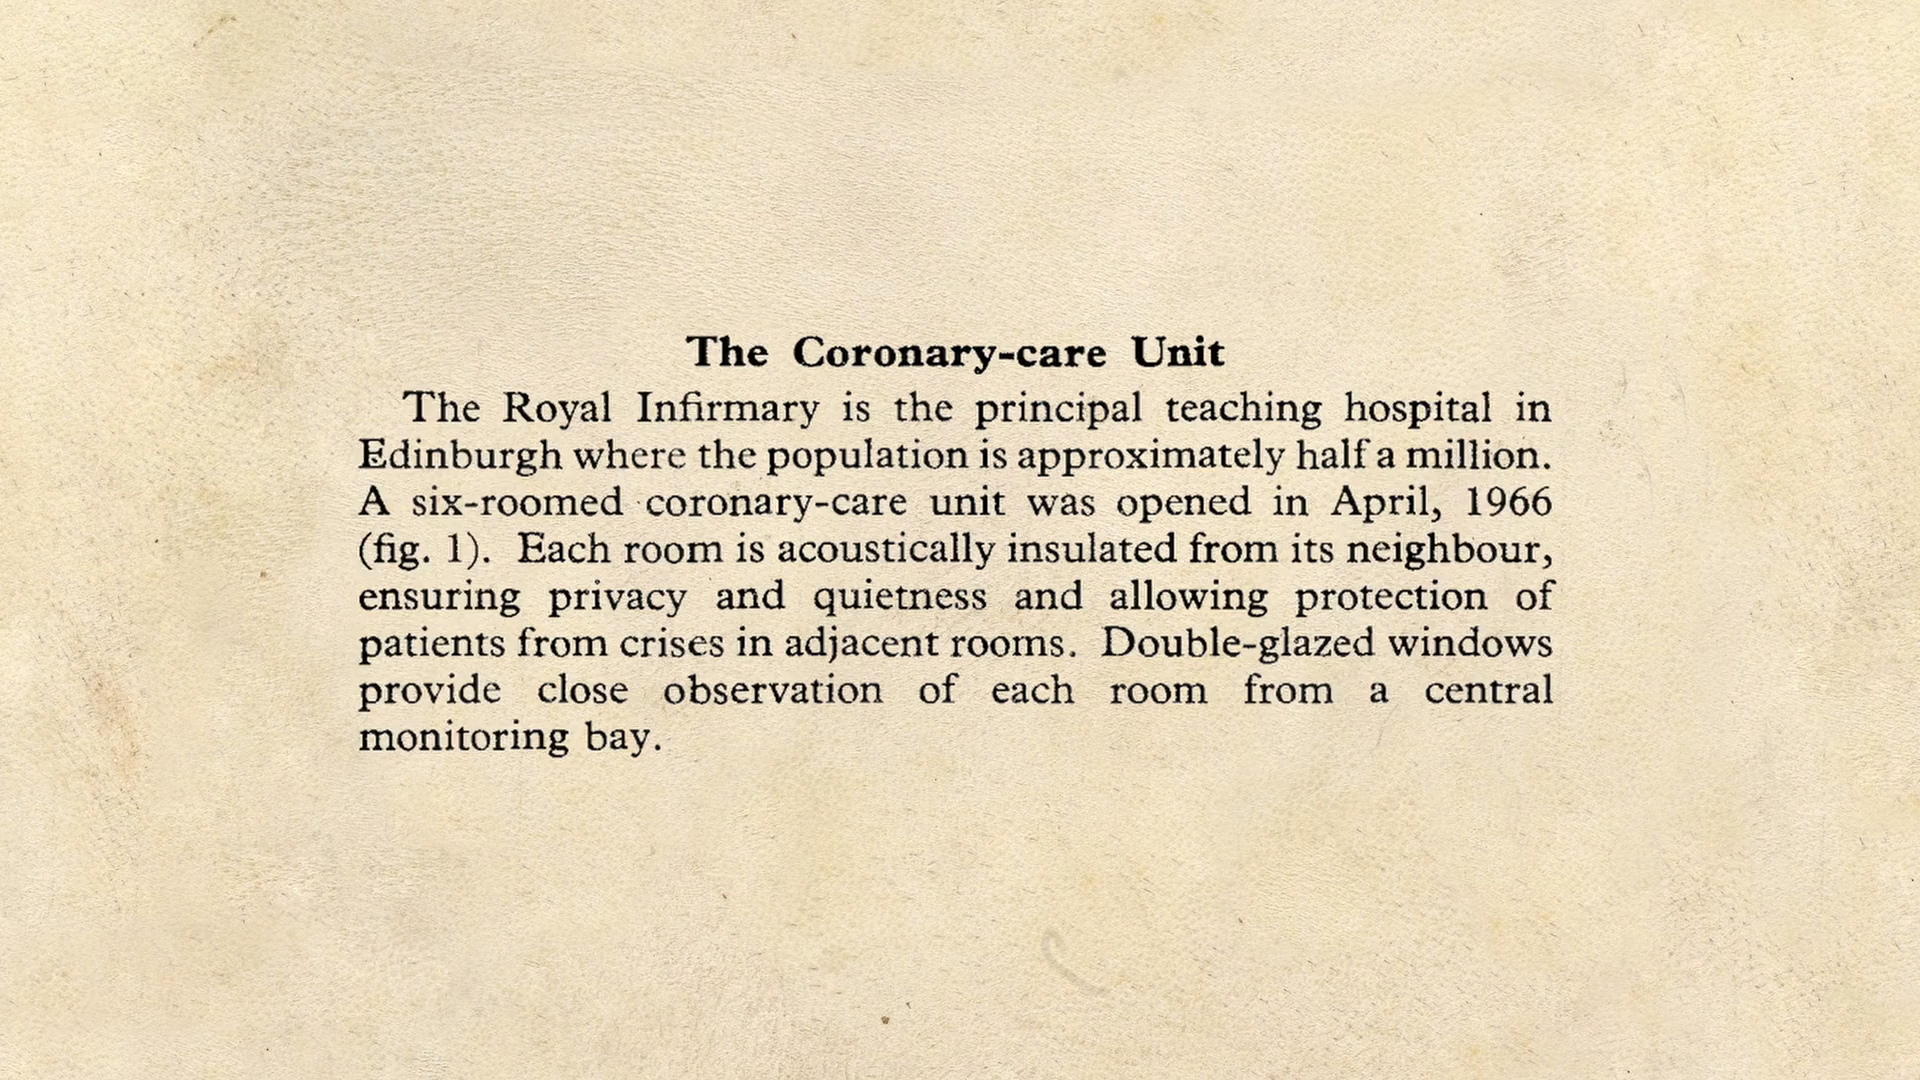 The Coronary-care Unit
The Royal Infirmary is the principal teaching hospital in
Edinburgh where the population is approximately half a million.
A six-roomed coronary-care unit was opened in April, 1966
(fig. 1). Each room is acoustically insulated from its neighbour,
ensuring privacy and quietness and allowing protection of
patients from crises in adjacent rooms. Double-glazed windows
provide close observation of each room from a central
monitoring bay.